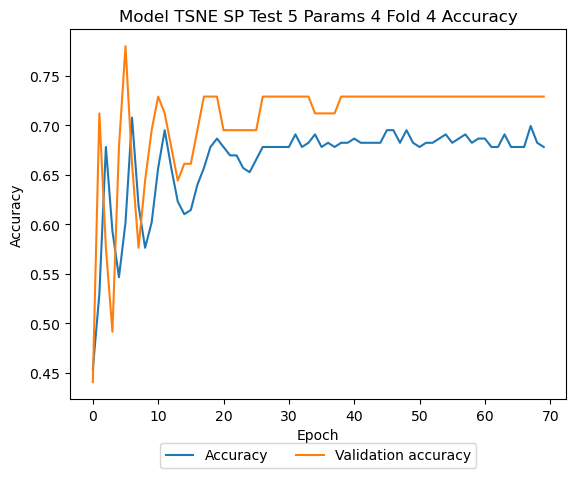 Model TSNE SP Test 5 Params 4 Fold 4 Accuracy
0.75
0.70
0.65
0.60
0.55
0.50
0.45
Accuracy
0 10 20 30 40 50 60 70
Epoch
Accuracy Validation accuracy